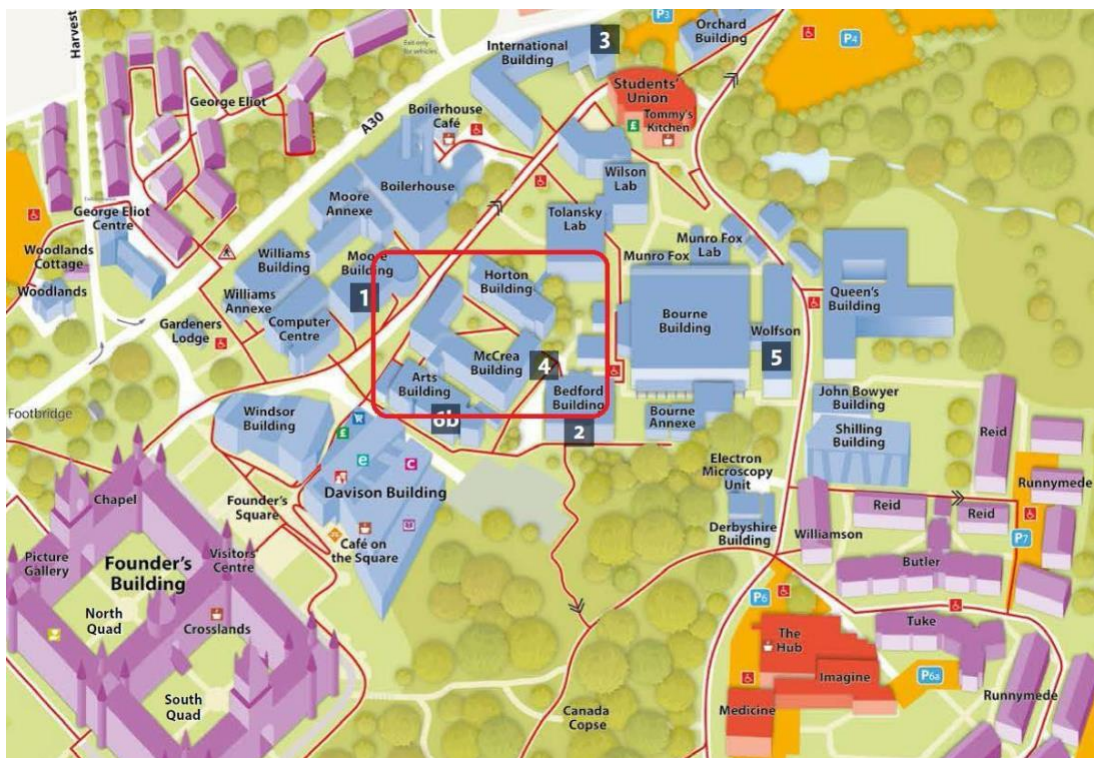 Harvest
P3
Orchard
Building
P4
International
Building
3
Exit only
for vehicles
Students'
Union
Tommy's
Kitchen
£
George Eliot
A30
Boilerhouse
Café
Boilerhouse
Wilson
Lab
Moore
Annexe
Tolansky
Lab
George Eliot
Centre
Woodlands
Cottage
Woodlands
Williams
Building
Moore
Building
Munro Fox
Lab
Munro Fox
Horton
Building
Queen's
Building
Williams
Annexe
1
Bourne
Building
Gardeners
Lodge
Computer
Centre
Wolfson
5
McCrea
Building
4
Arts
Building
6b
Bedford
Building
2
Bourne
Annexe
John Bowyer
Building
Shilling
Building
Reid
Footbridge
Windsor
Building
£
e
c
Davison Building
Electron
Microscopy
Unit
Runnymede
Chapel
Founder's
Square
Reid
Reid
Derbyshire
Building
Williamson
P7
Picture
Gallery
Founder's
Building
Visitors'
Centre
Café on
the Square
Butler
North
Quad
Crosslands
P6
Tuke
The
Hub
Imagine
P6a
South
Quad
Medicine
Runnymede
Canada
Copse